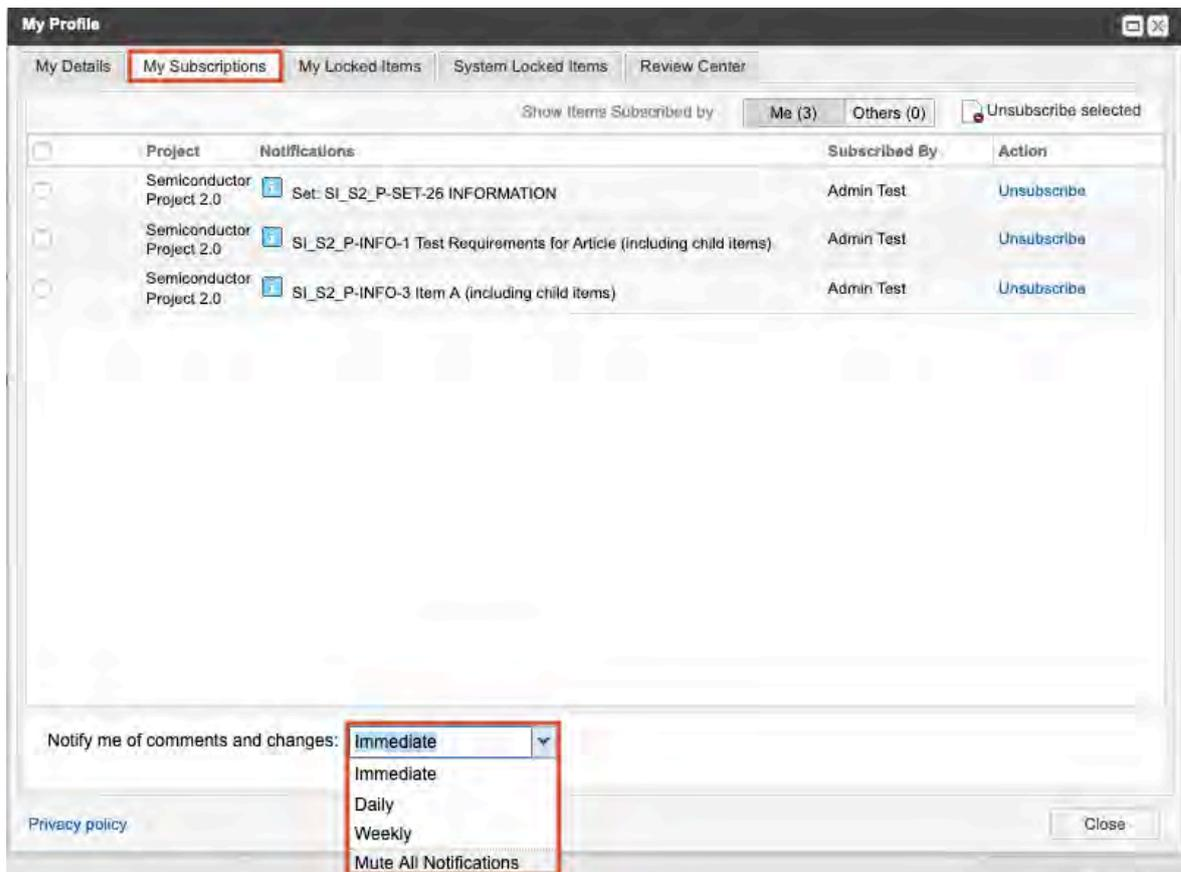 My Profile
My Details My Subscriptions My Locked Items System Locked Items Review Center
Show Items Subscribed by Me (3) Others (0) Unsubscribe selected
Project Notifications Subscribed By Action
Semiconductor Project 2.0 Set: SI_S2_P-SET-26 INFORMATION Admin Test Unsubscribe
Semiconductor Project 2.0 SI_S2_P-INFO-1 Test Requirements for Article (including child items) Admin Test Unsubscribe
Semiconductor Project 2.0 SI_S2_P-INFO-3 Item A (including child items) Admin Test Unsubscribe
Notify me of comments and changes: Immediate
Immediate
Daily
Weekly
Mute All Notifications
Privacy policy
Close